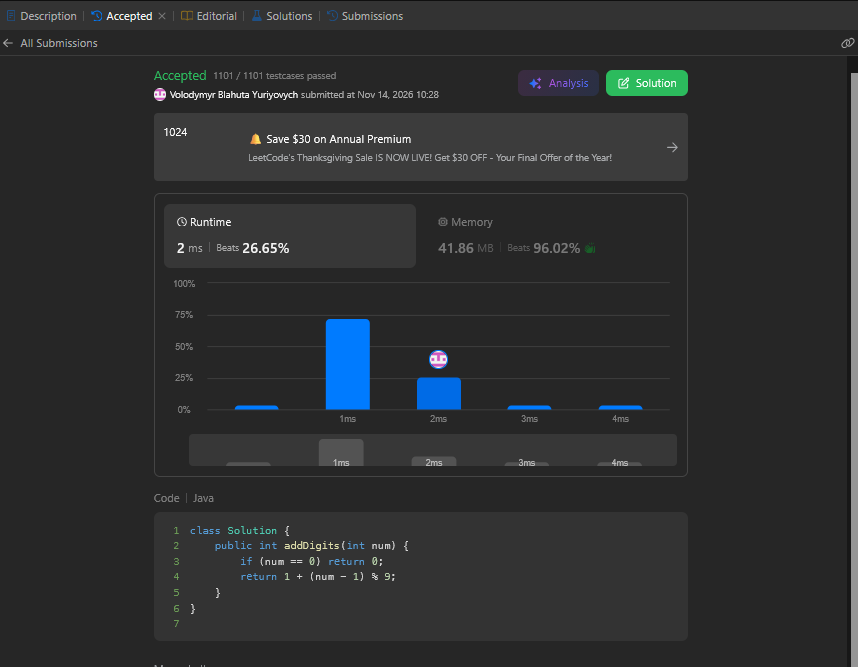 Description | Accepted × | Editorial | Solutions | Submissions
← All Submissions
Accepted 1101 / 1101 testcases passed
Volodymyr Blahuta Yuriyovych submitted at Nov 14, 2026 10:28
Analysis
Solution
1024
Save $30 on Annual Premium
LeetCode's Thanksgiving Sale IS NOW LIVE! Get $30 OFF - Your Final Offer of the Year!
Runtime
2 ms | Beats 26.65%
Memory
41.86 MB | Beats 96.02%
100%
75%
50%
25%
0%
1ms 2ms 3ms 4ms
1ms 2ms 3ms 4ms
Code | Java
1 class Solution {
2     public int addDigits(int num) {
3         if (num == 0) return 0;
4         return 1 + (num - 1) % 9;
5     }
6 }
7